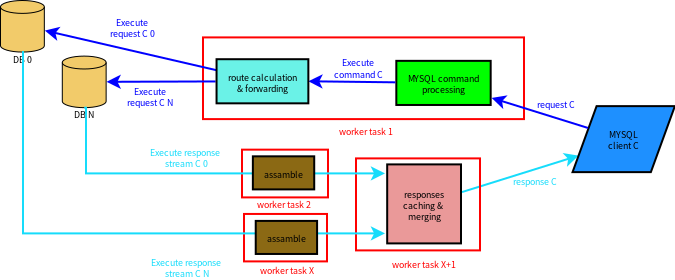 Execute
request C 0
DB 0
route calculation
& forwarding
Execute
command C
MYSQL command
processing
Execute
request C N
DB N
request C
MYSQL
client C
worker task 1
Execute response
stream C 0
assemble
worker task 2
responses
caching &
merging
response C
assemble
worker task X
worker task X+1
Execute response
stream C N